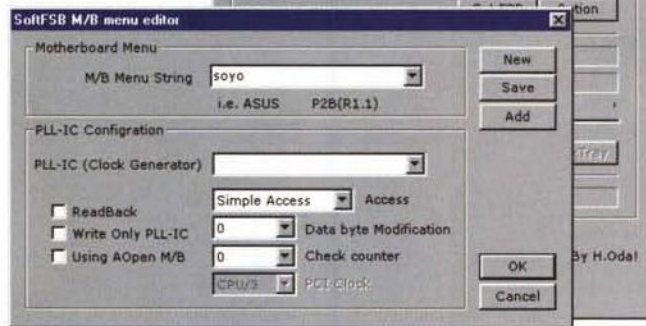 SoftFSB M/B menu editor
Motherboard Menu
M/B Menu String
soyo
i.e. ASUS P2B(R1.1)
New
Save
Add
PLL-IC Configration
PLL-IC (Clock Generator)
Simple Access
Access
ReadBack
Write Only PLL-IC
0
Data byte Modification
Using AOpen M/B
0
Check counter
CPU/3
PCI Clock
OK
Cancel
By H.Oda!